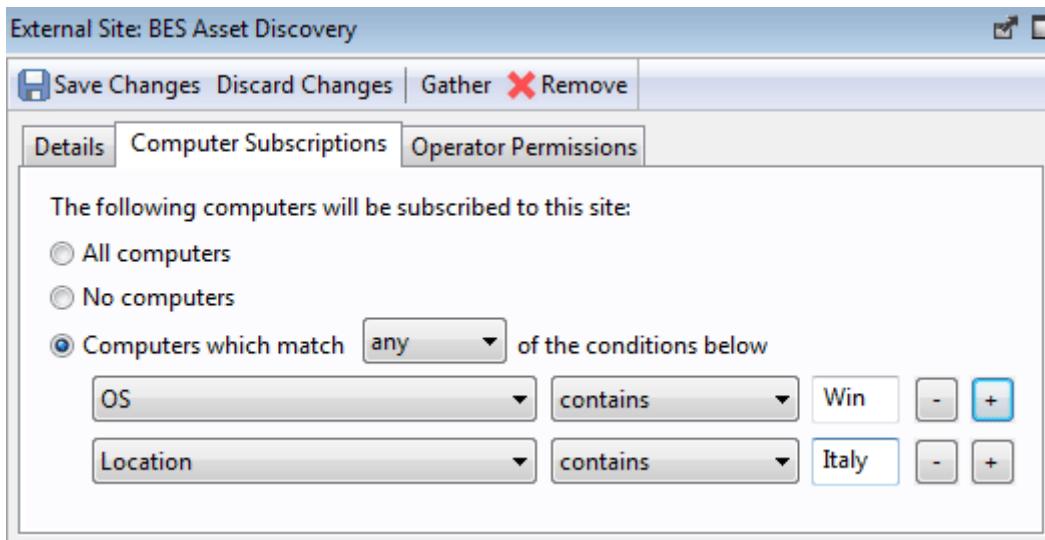 External Site: BES Asset Discovery
Save Changes Discard Changes Gather Remove
Details Computer Subscriptions Operator Permissions
The following computers will be subscribed to this site:
All computers
No computers
Computers which match any of the conditions below
OS contains Win - +
Location contains Italy - +